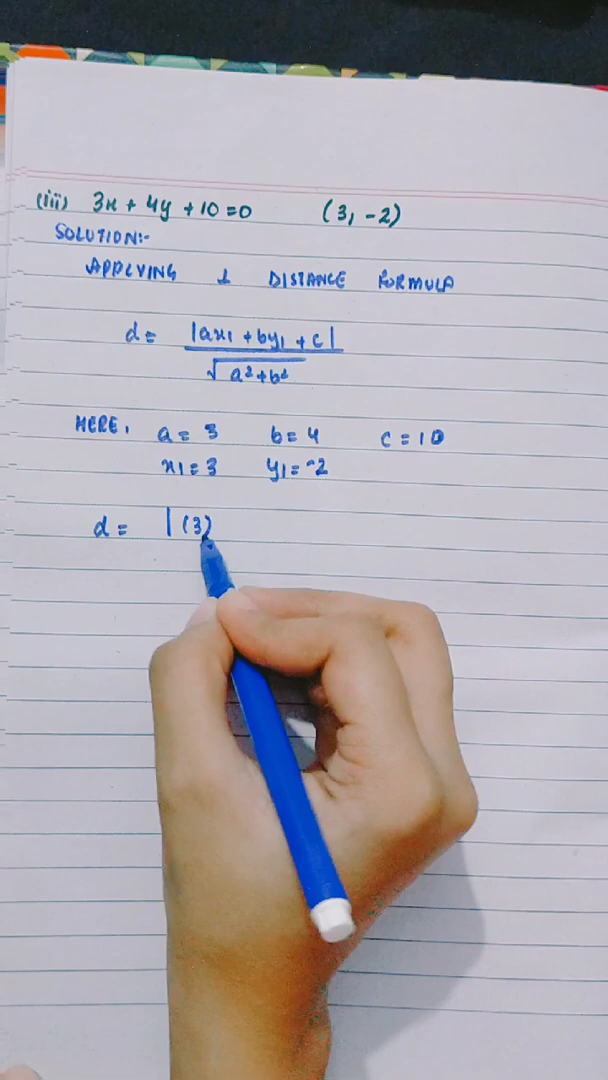 (iii) 3x + 4y + 10 = 0 (3, -2)
SOLUTION:-
APPLYING ⊥ DISTANCE FORMULA
d = |ax₁ + by₁ + c|
√a² + b²
HERE, a = 3 b = 4 c = 10
x₁ = 3 y₁ = -2
d = | (3)